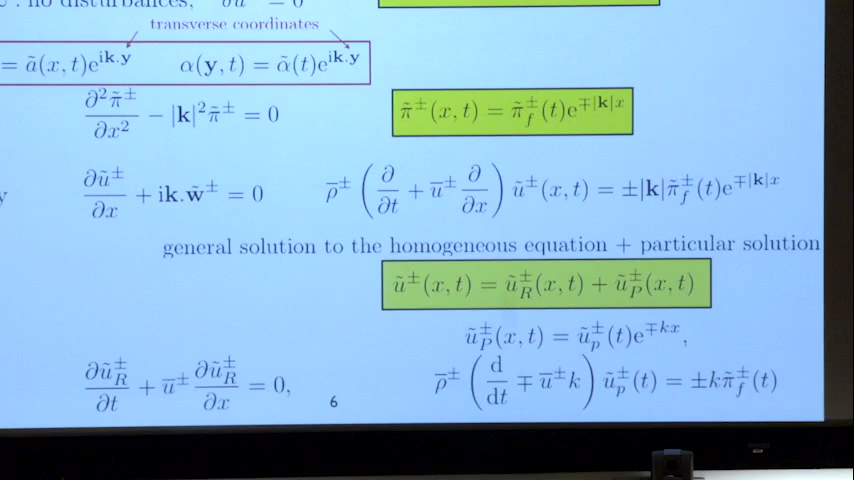 no disturbances,
transverse coordinates
= ã(x, t)e^{ik.y}   α(y, t) = α̃(t)e^{ik.y}
∂²π̃^±/∂x² − |k|²π̃^± = 0   π̃^±(x, t) = π̃_f^±(t)e^{∓|k|x}
∂ũ^±/∂x + ik.w̃^± = 0   ρ̅^± (∂/∂t + u̅^± ∂/∂x) ũ^±(x, t) = ±|k|π̃_f^±(t)e^{∓|k|x}
general solution to the homogeneous equation + particular solution
ũ^±(x, t) = ũ_R^±(x, t) + ũ_P^±(x, t)
ũ_P^±(x, t) = ũ_p^±(t)e^{∓kx},
∂ũ_R^±/∂t + u̅^± ∂ũ_R^±/∂x = 0,   ρ̅^± (d/dt ∓ u̅^±k) ũ_p^±(t) = ±kπ̃_f^±(t)
6